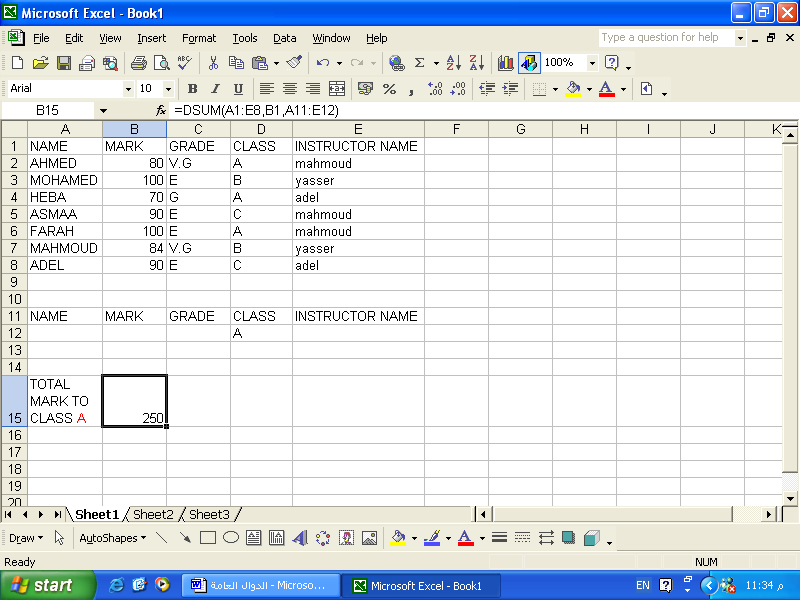 Microsoft Excel - Book1
File Edit View Insert Format Tools Data Window Help Type a question for help
100%
Arial 10 B I U
B15 fx =DSUM(A1:E8,B1,A11:E12)
A B C D E F G H I J K
1 NAME MARK GRADE CLASS INSTRUCTOR NAME
2 AHMED 80 V.G A mahmoud
3 MOHAMED 100 E B yasser
4 HEBA 70 G A adel
5 ASMAA 90 E C mahmoud
6 FARAH 100 E A mahmoud
7 MAHMOUD 84 V.G B yasser
8 ADEL 90 E C adel
9
10
11 NAME MARK GRADE CLASS INSTRUCTOR NAME
12 A
13
14
TOTAL
MARK TO
15 CLASS A 250
16
17
18
19
20
Sheet1 Sheet2 Sheet3
Draw AutoShapes
Ready NUM
start الدوال العامة - Microso... Microsoft Excel - Book1 EN 11:34 م